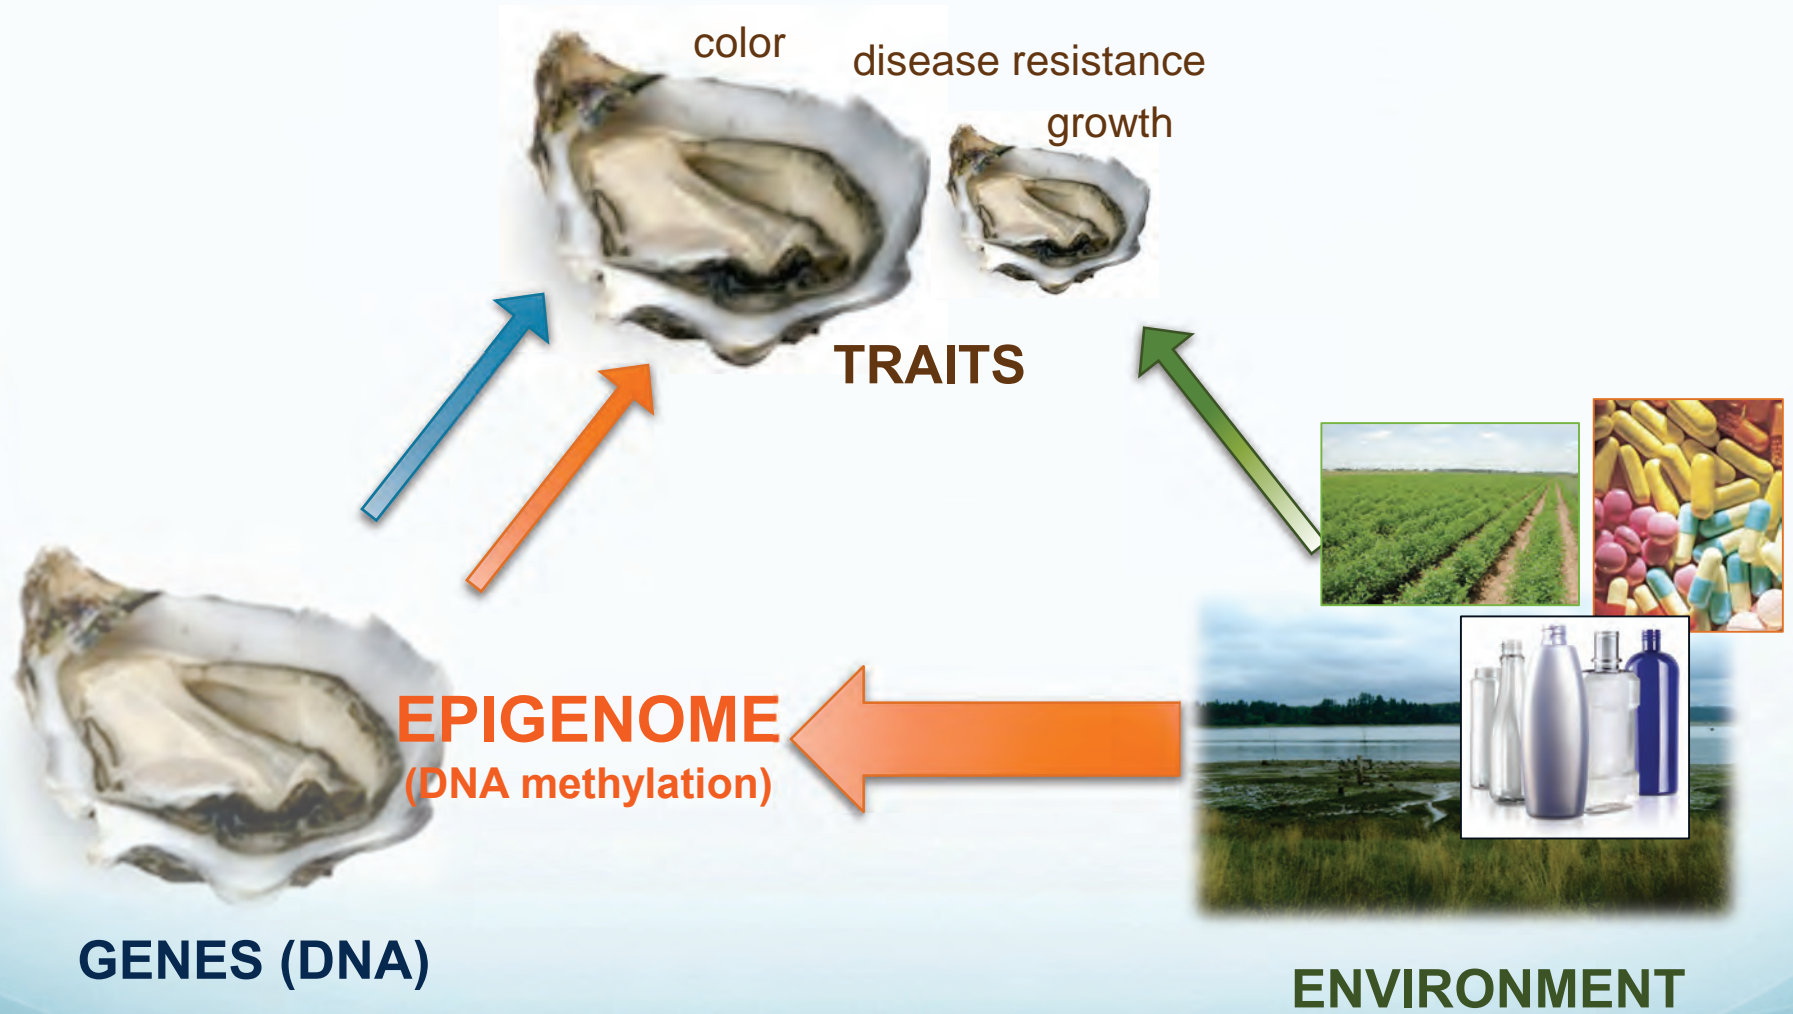 color
disease resistance
growth
TRAITS
EPIGENOME
(DNA methylation)
GENES (DNA)
ENVIRONMENT